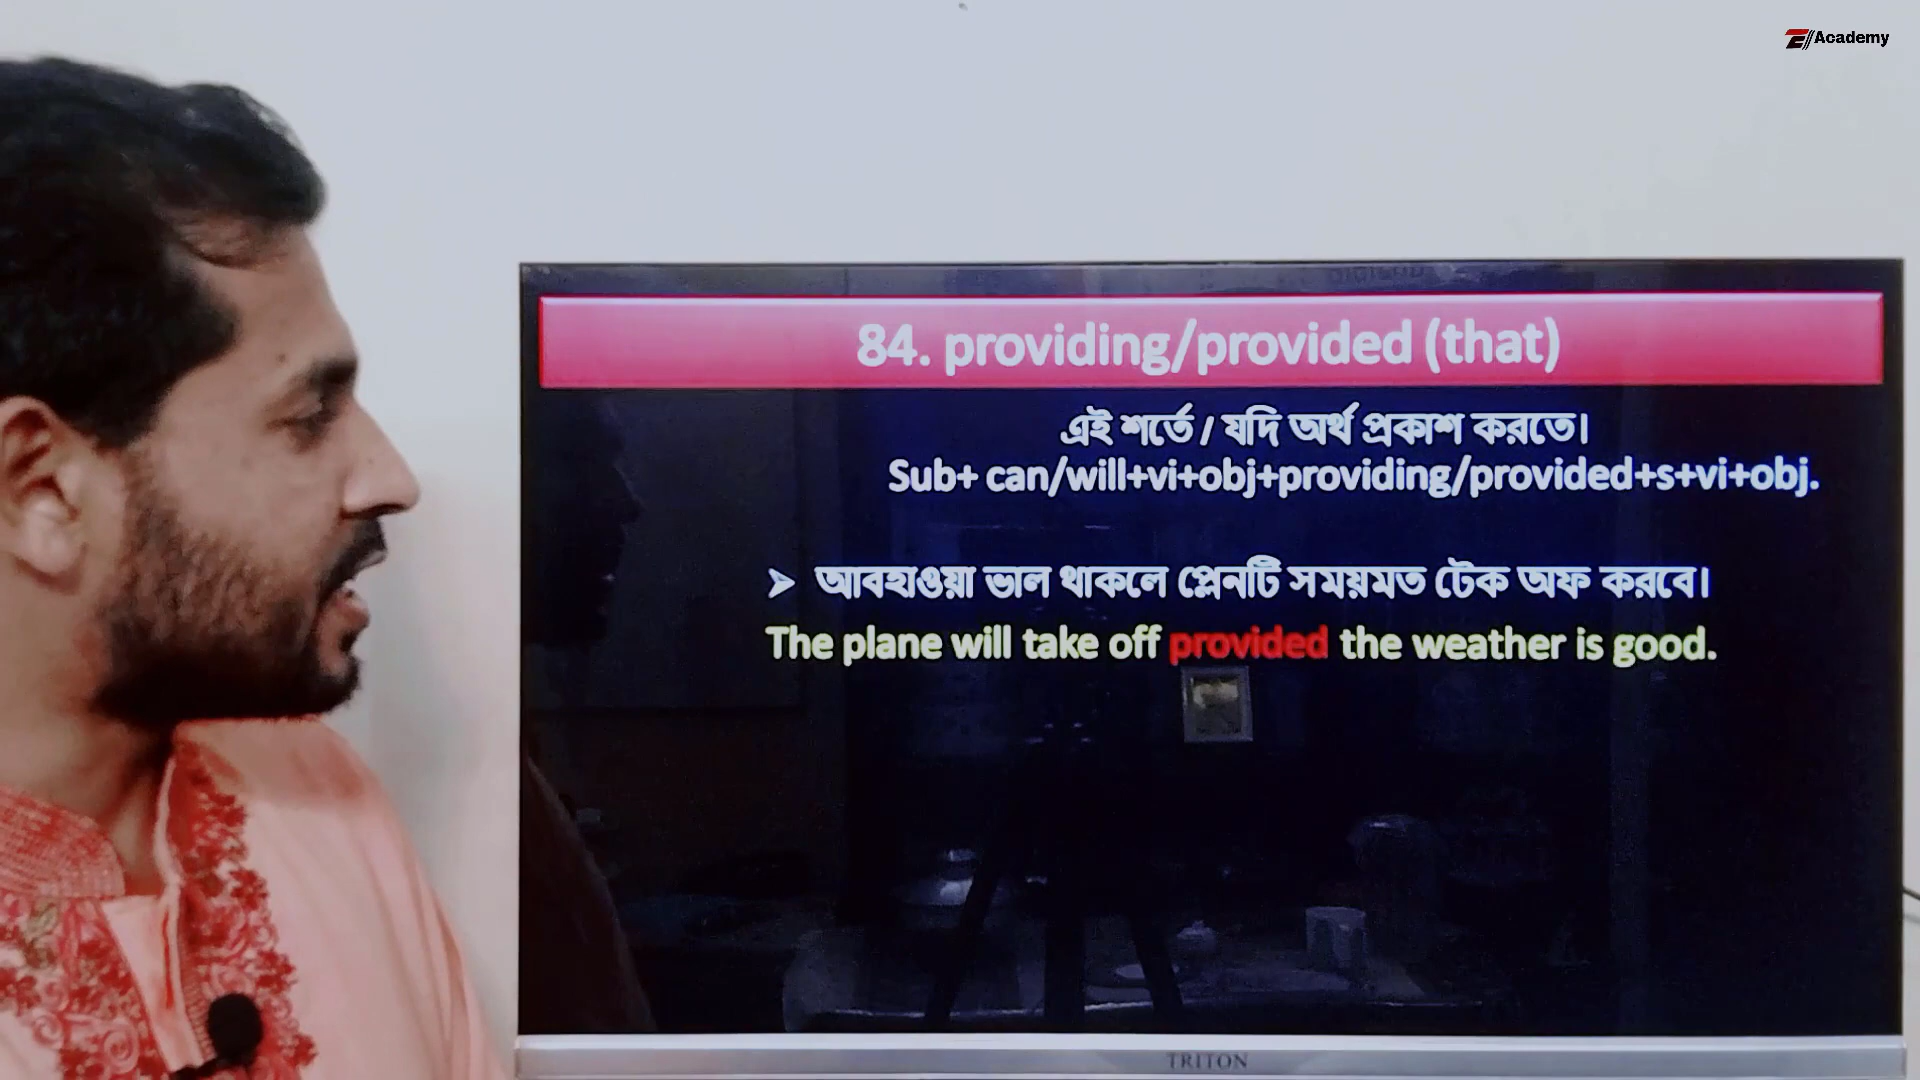 Academy
84. providing/provided (that)
এই শর্তে / যদি অর্থ প্রকাশ করতে।
Sub+ can/will+vi+obj+providing/provided+s+vi+obj.
➤ আবহাওয়া ভাল থাকলে প্লেনটি সময়মত টেক অফ করবে।
The plane will take off provided the weather is good.
TRITON